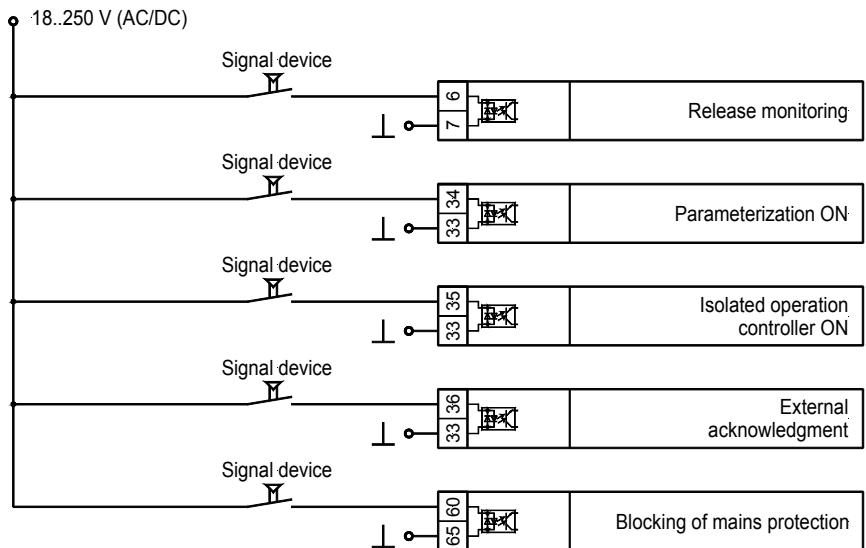 18..250 V (AC/DC)
Signal device
6
7
Release monitoring
Signal device
34
33
Parameterization ON
Signal device
35
33
Isolated operation
controller ON
Signal device
36
33
External
acknowledgment
Signal device
60
65
Blocking of mains protection